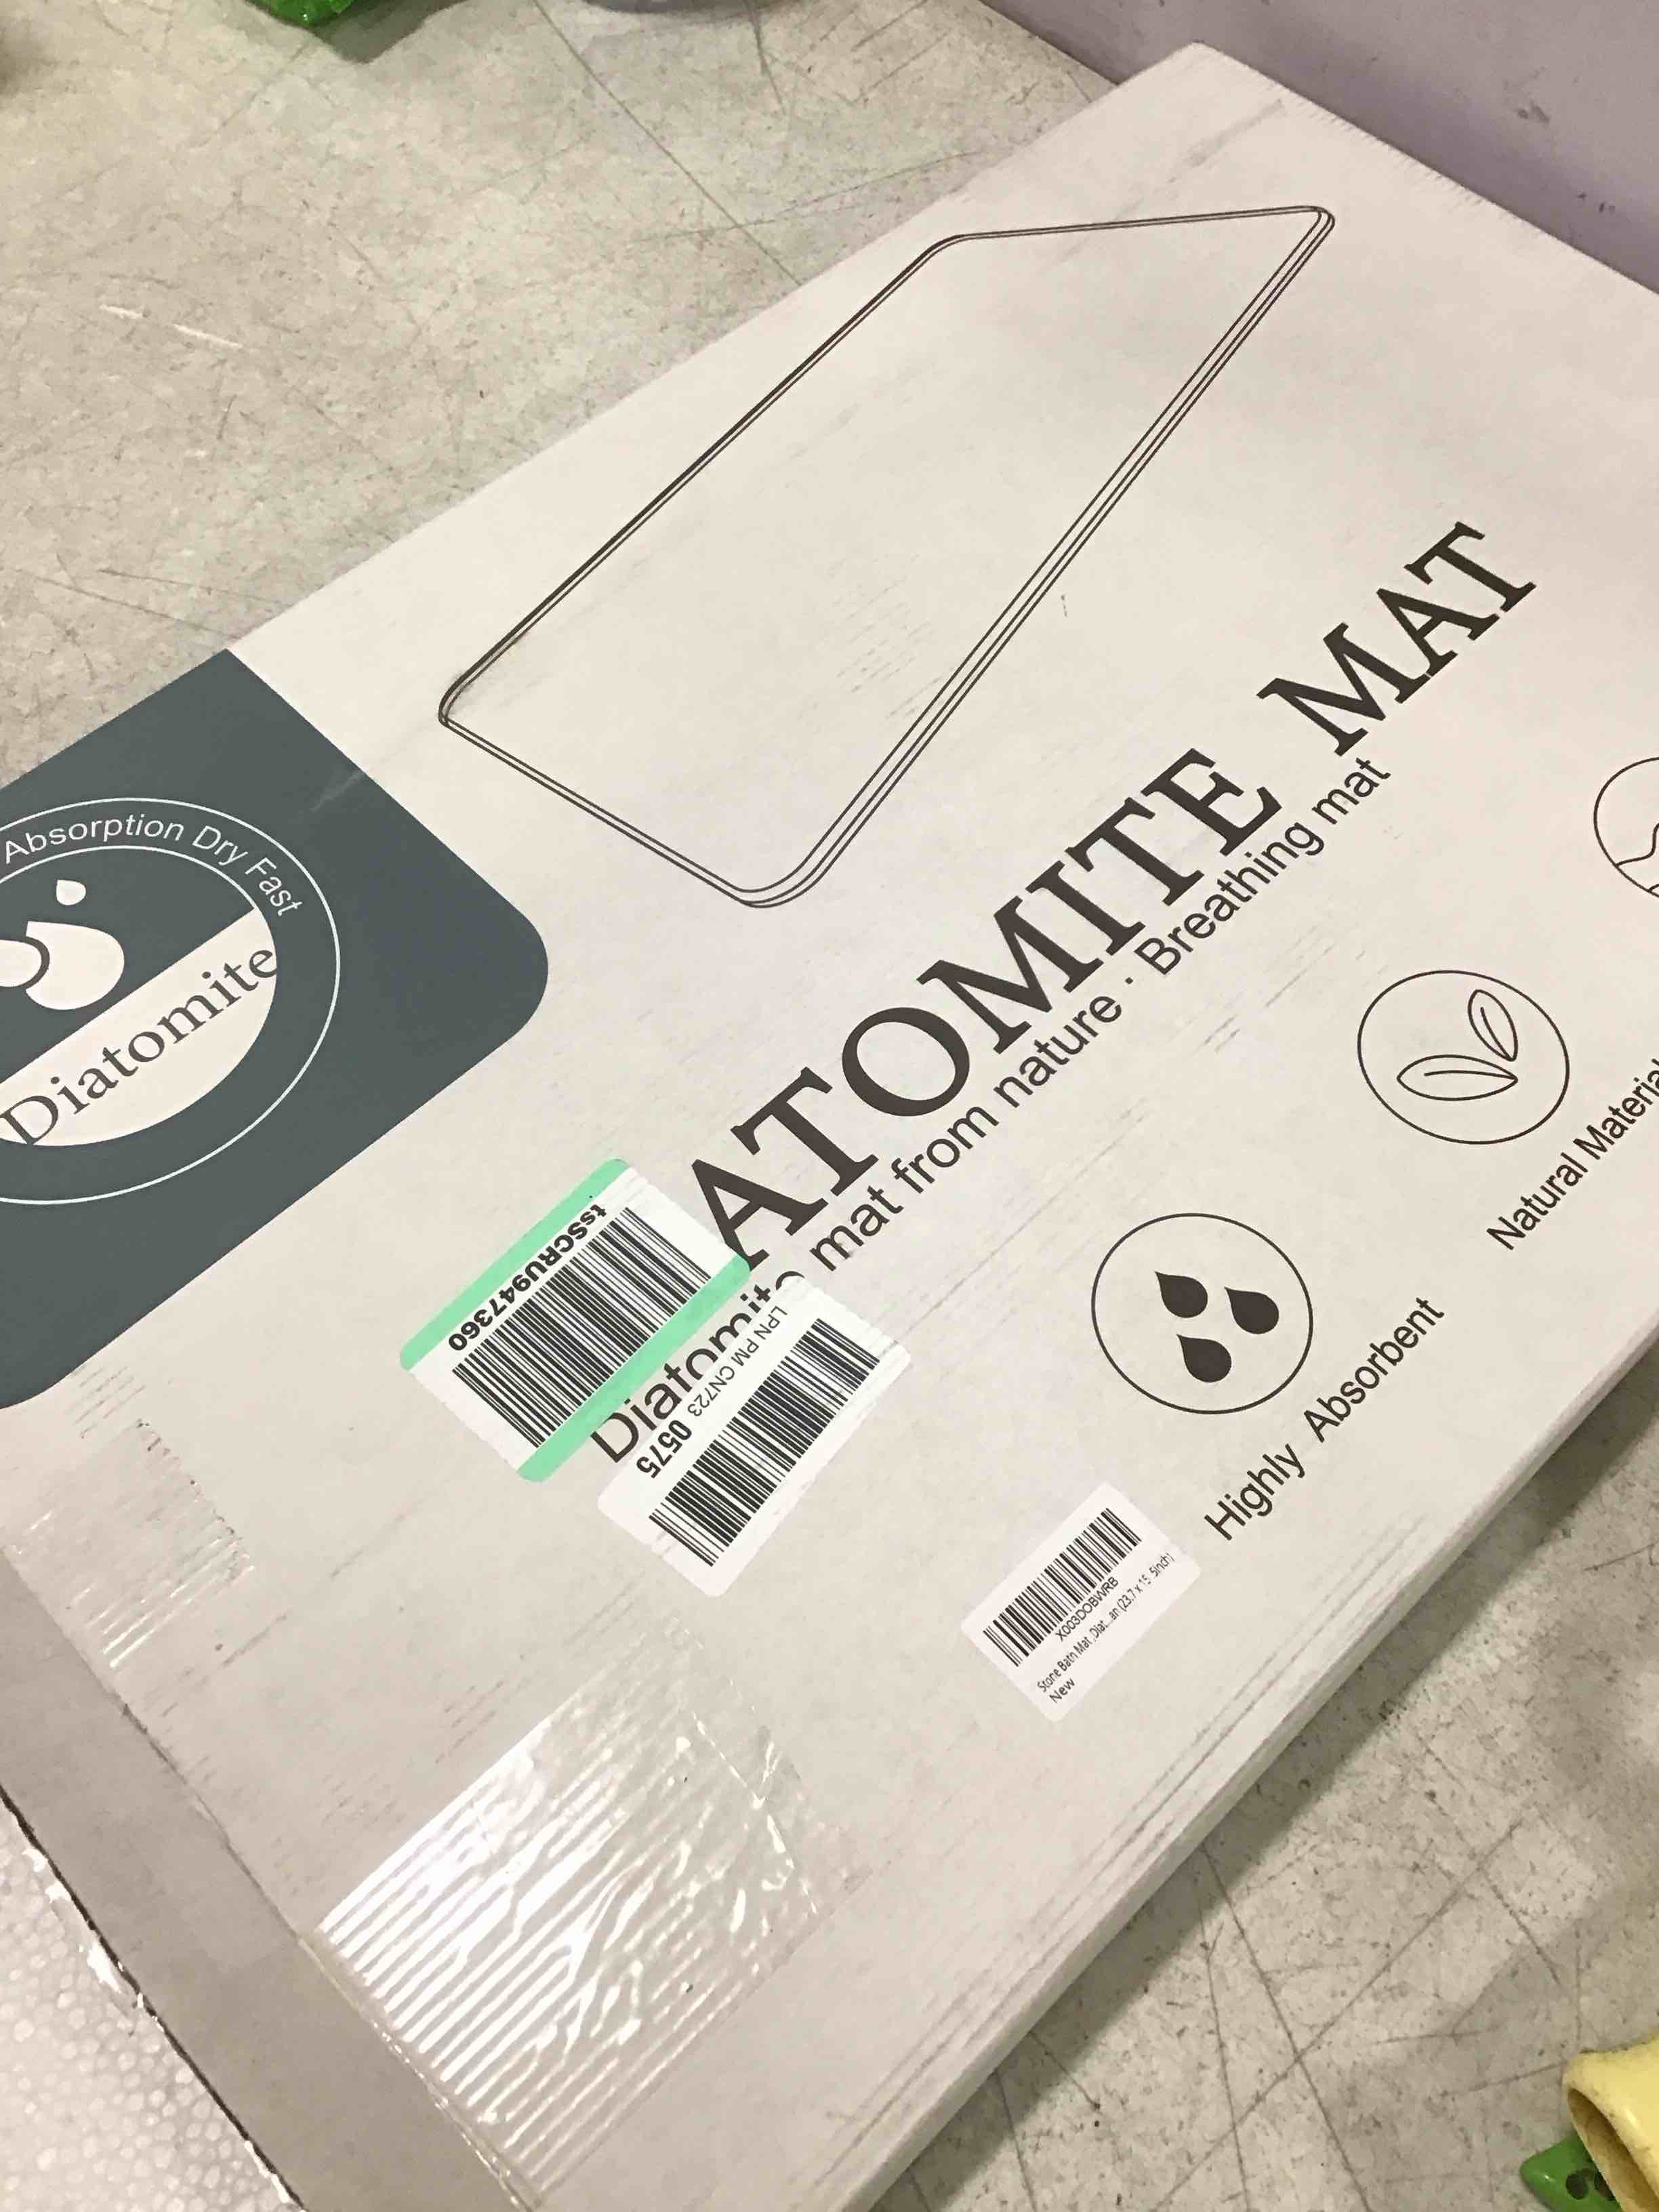 Absorption Dry Fast
Diatomite
ATOMITE MAT
Diatomite mat from nature · Breathing mat
tsSCRU947360
LPN PM CN723 0575
Highly Absorbent
Natural Material
X003DOBWRB
Stone Bath Mat,Diat...an (23.7 x 15.5inch)
New